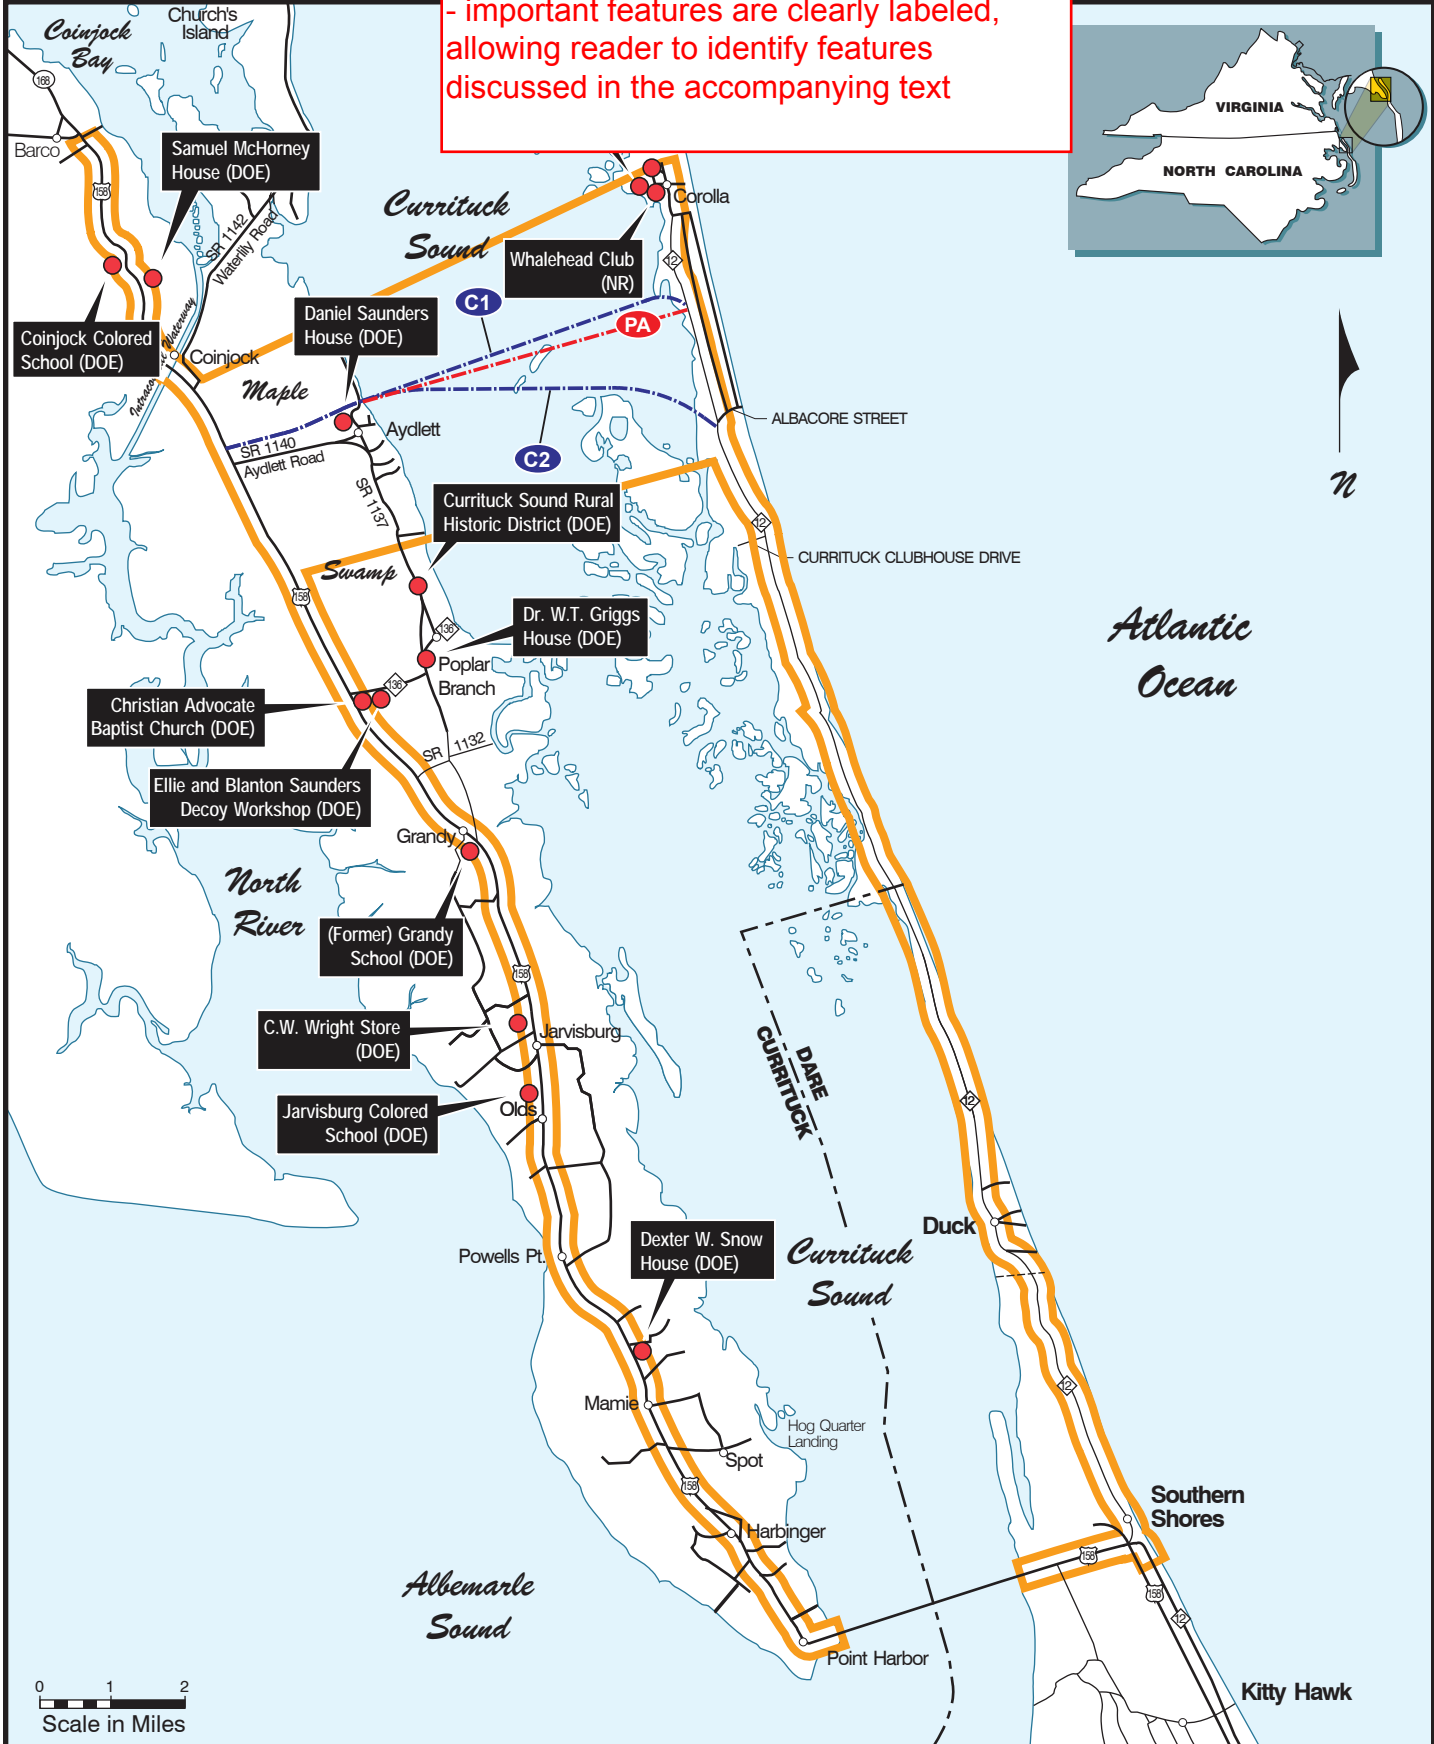 - important features are clearly labeled,
allowing reader to identify features
discussed in the accompanying text
Coinjock
Bay
Church's
Island
168
Barco
158
Samuel McHorney
House (DOE)
SR 1142
Waterlily Road
Currituck
Sound
Corolla
12
Whalehead Club
(NR)
VIRGINIA
NORTH CAROLINA
Coinjock Colored
School (DOE)
Waterway
Coinjock
Daniel Saunders
House (DOE)
C1
PA
Maple
Aydlett
SR 1140
Aydlett Road
C2
ALBACORE STREET
N
SR 1137
Currituck Sound Rural
Historic District (DOE)
12
CURRITUCK CLUBHOUSE DRIVE
Swamp
158
Dr. W.T. Griggs
House (DOE)
136
Poplar
Branch
136
Atlantic
Ocean
Christian Advocate
Baptist Church (DOE)
SR 1132
Ellie and Blanton Saunders
Decoy Workshop (DOE)
Grandy
North
River
(Former) Grandy
School (DOE)
158
C.W. Wright Store
(DOE)
Jarvisburg
DARE
CURRITUCK
12
Jarvisburg Colored
School (DOE)
Olds
Duck
Powells Pt.
Dexter W. Snow
House (DOE)
Currituck
Sound
12
Mamie
Hog Quarter
Landing
Spot
158
Southern
Shores
Harbinger
158
Albemarle
Sound
158
12
Point Harbor
Kitty Hawk
0 1 2
Scale in Miles